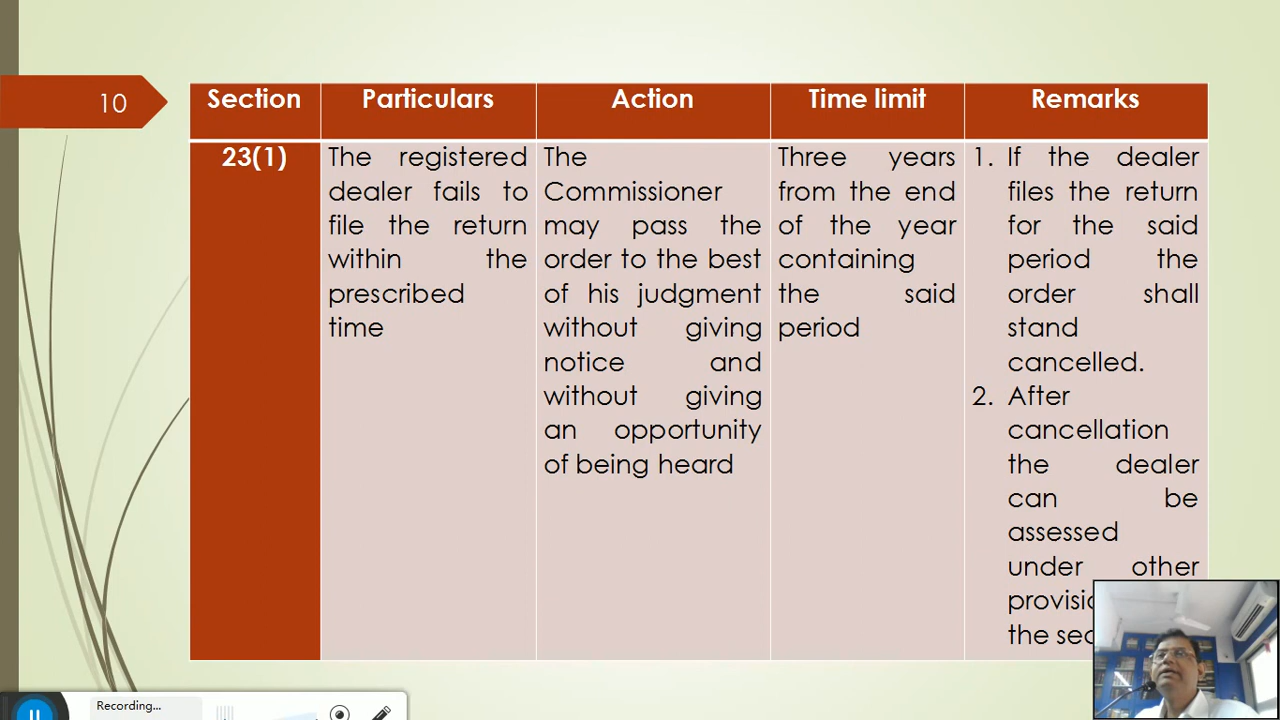 10
Section
Particulars
Action
Time limit
Remarks
23(1)
The registered
dealer fails to
file the return
within the
prescribed
time
The
Commissioner
may pass the
order to the best
of his judgment
without giving
notice and
without giving
an opportunity
of being heard
Three years
from the end
of the year
containing
the said
period
1. If the dealer
files the return
for the said
period the
order shall
stand
cancelled.
2. After
cancellation
the dealer
can be
assessed
under other
the
Recording...